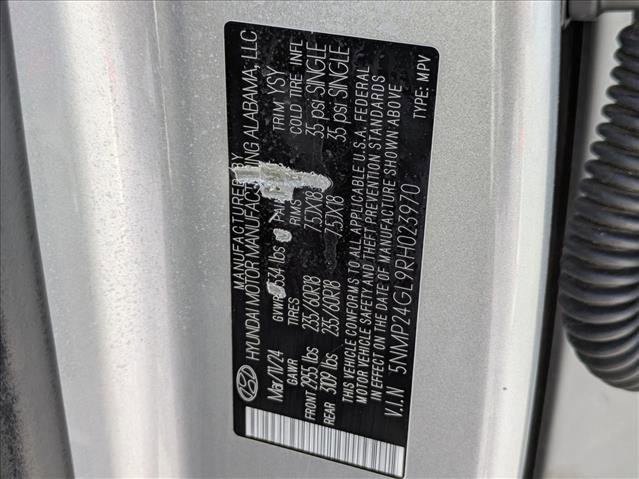 MANUFACTURED BY
HYUNDAI MOTOR MANUFACTURING ALABAMA, LLC
Mar/11/24 GVWR 534 lbs TRIM YSY
GAWR TIRES RIMS COLD TIRE INFL
FRONT 2955 lbs 235/60R18 7.5JX18 35 psi SINGLE
REAR 3109 lbs 235/60R18 7.5JX18 35 psi SINGLE
THIS VEHICLE CONFORMS TO ALL APPLICABLE U.S.A. FEDERAL
MOTOR VEHICLE SAFETY AND THEFT PREVENTION STANDARDS
IN EFFECT ON THE DATE OF MANUFACTURE SHOWN ABOVE
V.I.N 5NMP24GL9RH023970 TYPE: MPV